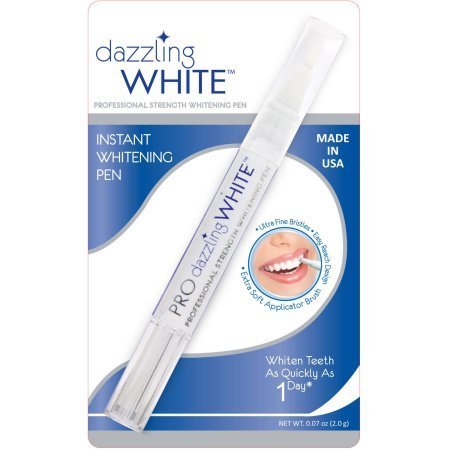 dazzling
WHITE™
PROFESSIONAL STRENGTH WHITENING PEN
INSTANT
WHITENING
PEN
MADE
IN
USA
PRO dazzling WHITE™
PROFESSIONAL STRENGTH WHITENING PEN
• Ultra Fine Bristles • Easy Reach Design
• Extra Soft Applicator Brush
Whiten Teeth
As Quickly As
1 Day*
NET WT. 0.07 oz (2.0 g)